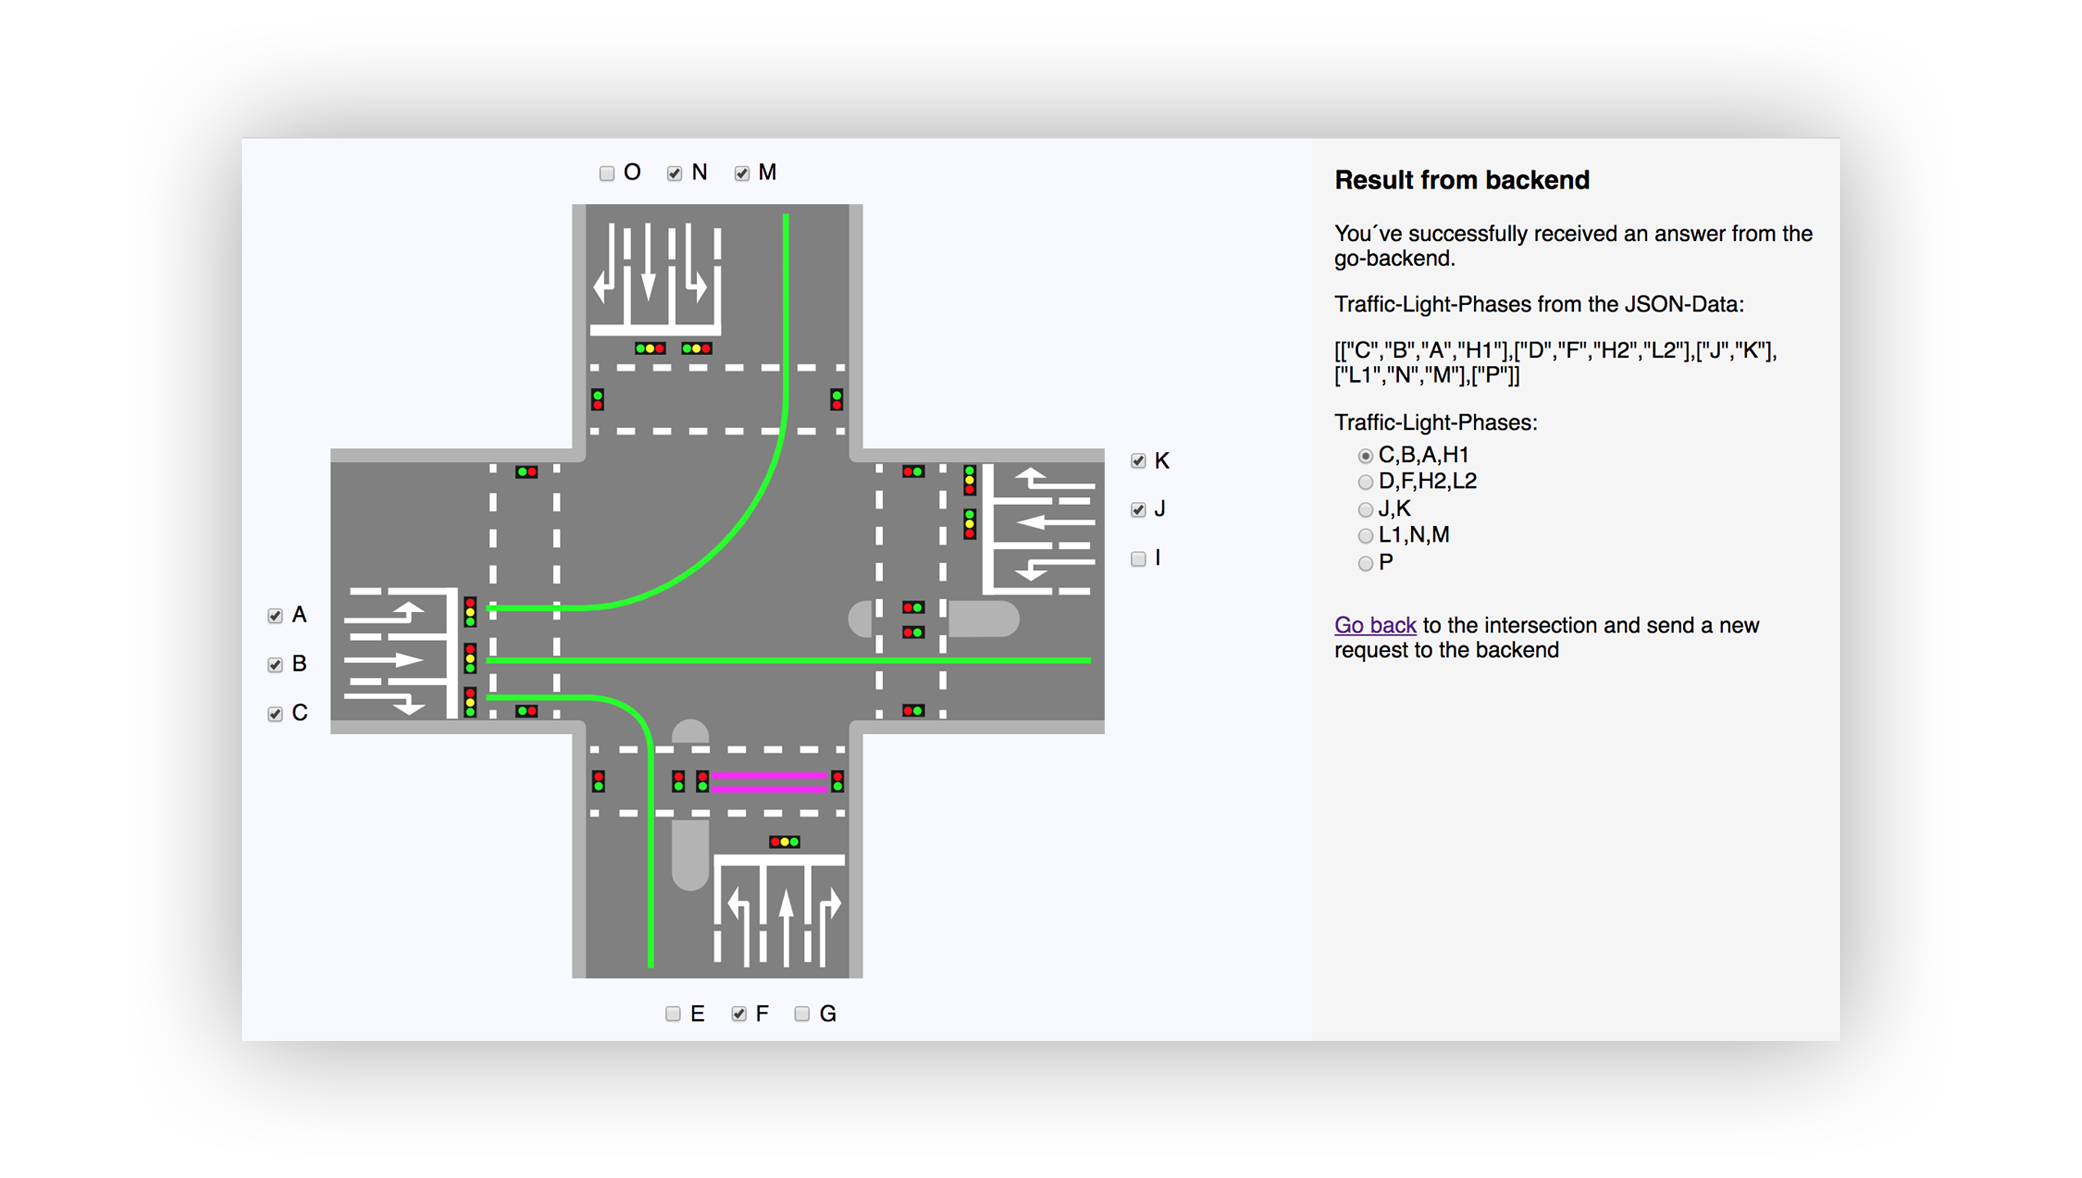 O N M
K
J
I
A
B
C
E F G
Result from backend
You´ve successfully received an answer from the
go-backend.
Traffic-Light-Phases from the JSON-Data:
[["C","B","A","H1"],["D","F","H2","L2"],["J","K"],
["L1","N","M"],["P"]]
Traffic-Light-Phases:
C,B,A,H1
D,F,H2,L2
J,K
L1,N,M
P
Go back to the intersection and send a new
request to the backend